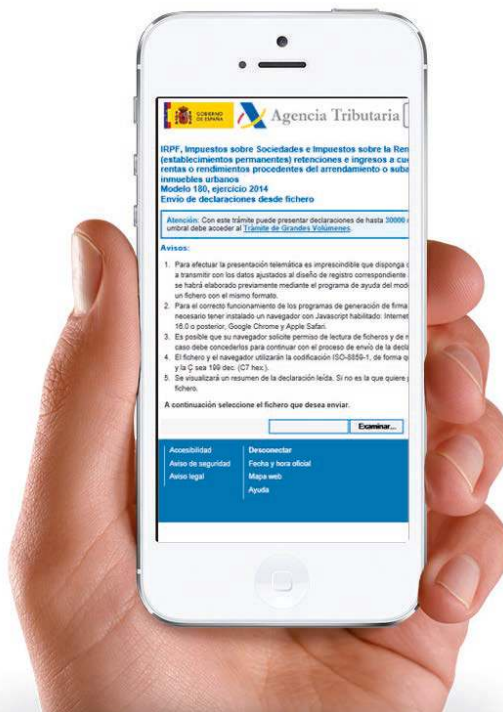 GOBIERNO
DE ESPAÑA
Agencia Tributaria
IRPF, Impuestos sobre Sociedades e Impuestos sobre la Ren
(establecimientos permanentes) retenciones e ingresos a cue
rentas o rendimientos procedentes del arrendamiento o suba
inmuebles urbanos
Modelo 180, ejercicio 2014
Envío de declaraciones desde fichero
Atención: Con este trámite puede presentar declaraciones de hasta 30000
umbral debe acceder al Trámite de Grandes Volúmenes.
Avisos:
1. Para efectuar la presentación telemática es imprescindible que disponga
a transmitir con los datos ajustados al diseño de registro correspondiente
se habrá elaborado previamente mediante el programa de ayuda del mod
un fichero con el mismo formato.
2. Para el correcto funcionamiento de los programas de generación de firma
necesario tener instalado un navegador con Javascript habilitado: Internet
16.0 o posterior, Google Chrome y Apple Safari.
3. Es posible que su navegador solicite permiso de lectura de ficheros y de
caso debe concederlos para continuar con el proceso de envío de la decla
4. El fichero y el navegador utilizarán la codificación ISO-8859-1, de forma q
y la Ç sea 199 dec. (C7 hex.).
5. Se visualizará un resumen de la declaración leída. Si no es la que quiere
fichero.
A continuación seleccione el fichero que desea enviar.
Examinar...
Accesibilidad
Aviso de seguridad
Aviso legal
Desconectar
Fecha y hora oficial
Mapa web
Ayuda